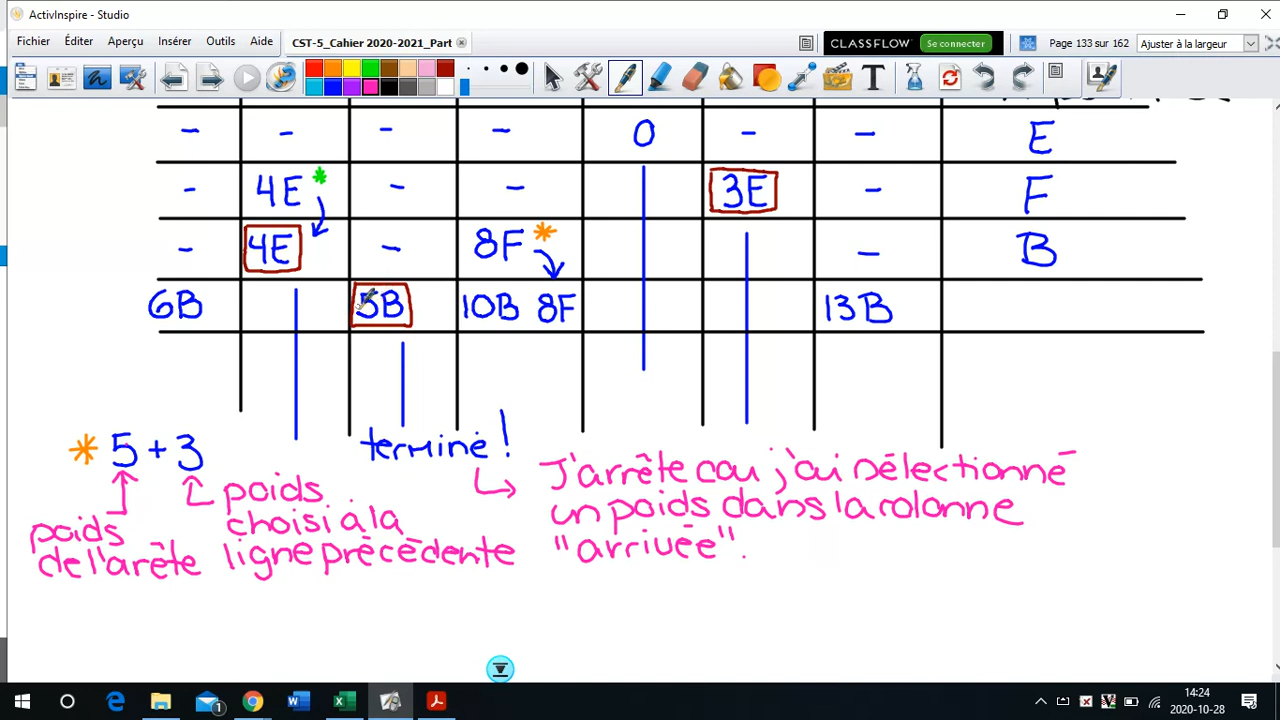 ActivInspire - Studio
Fichier Éditer Aperçu Insérer Outils Aide CST-5_Cahier 2020-2021_Part CLASSFLOW Se connecter Page 133 sur 162 Ajuster à la largeur
- - - - 0 - - E
- 4E * - - 3E - F
- 4E - 8F * - B
6B 5B 10B 8F 13B
* 5 + 3 terminé !
J'arrête car j'ai sélectionné
un poids dans la colonne
"arrivée".
poids
de l'arête
poids
choisi à la
ligne précédente
14:24
2020-10-28